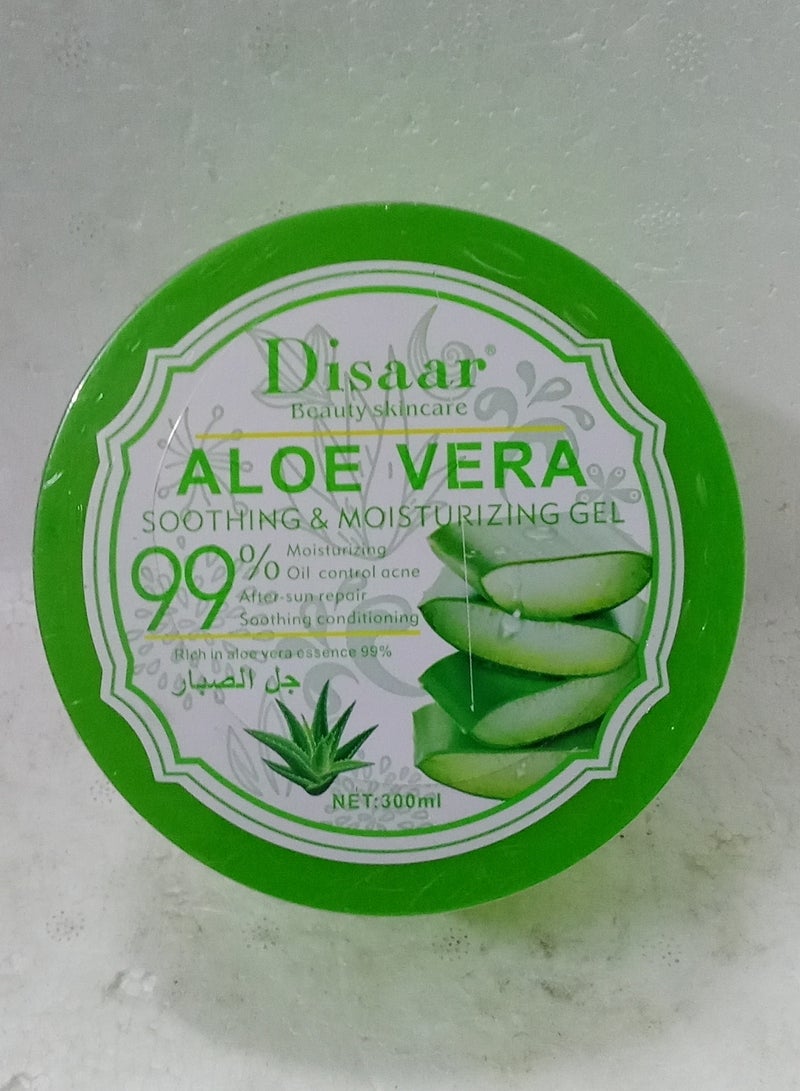 Disaar®
Beauty skincare
ALOE VERA
SOOTHING & MOISTURIZING GEL
99% Moisturizing
Oil control acne
After-sun repair
Soothing conditioning
Rich in aloe vera essence 99%
جل الصبار
NET:300ml